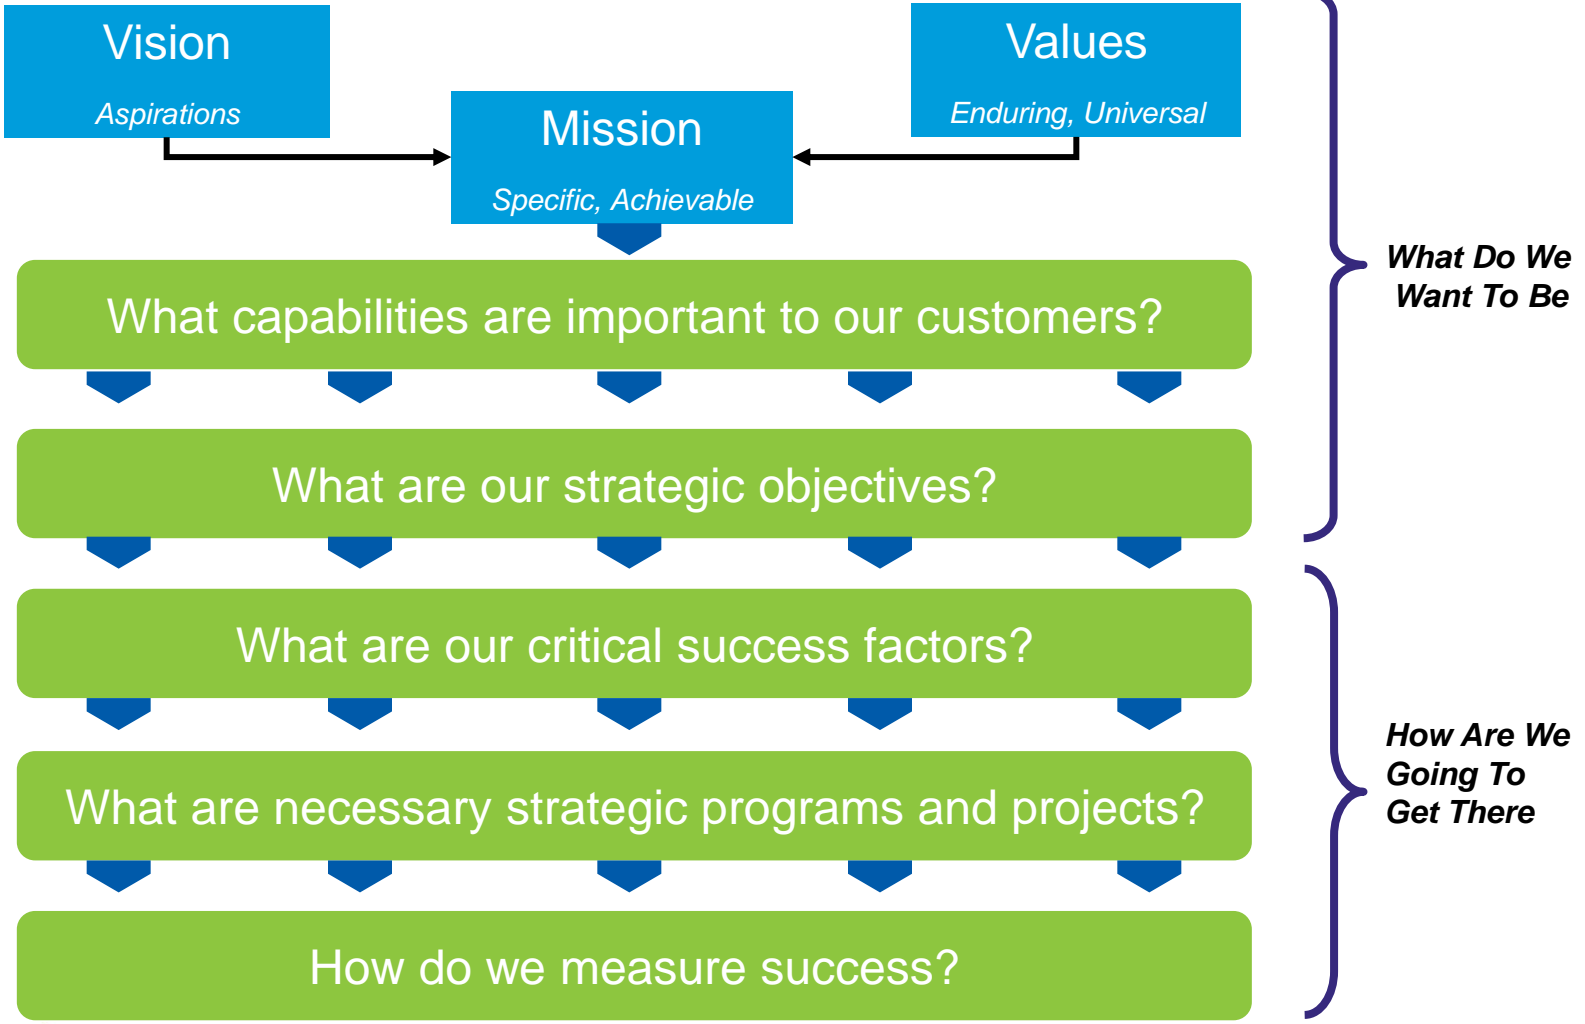 Vision
Aspirations
Values
Enduring, Universal
Mission
Specific, Achievable
What capabilities are important to our customers?
What are our strategic objectives?
What Do We
Want To Be
What are our critical success factors?
What are necessary strategic programs and projects?
How do we measure success?
How Are We
Going To
Get There